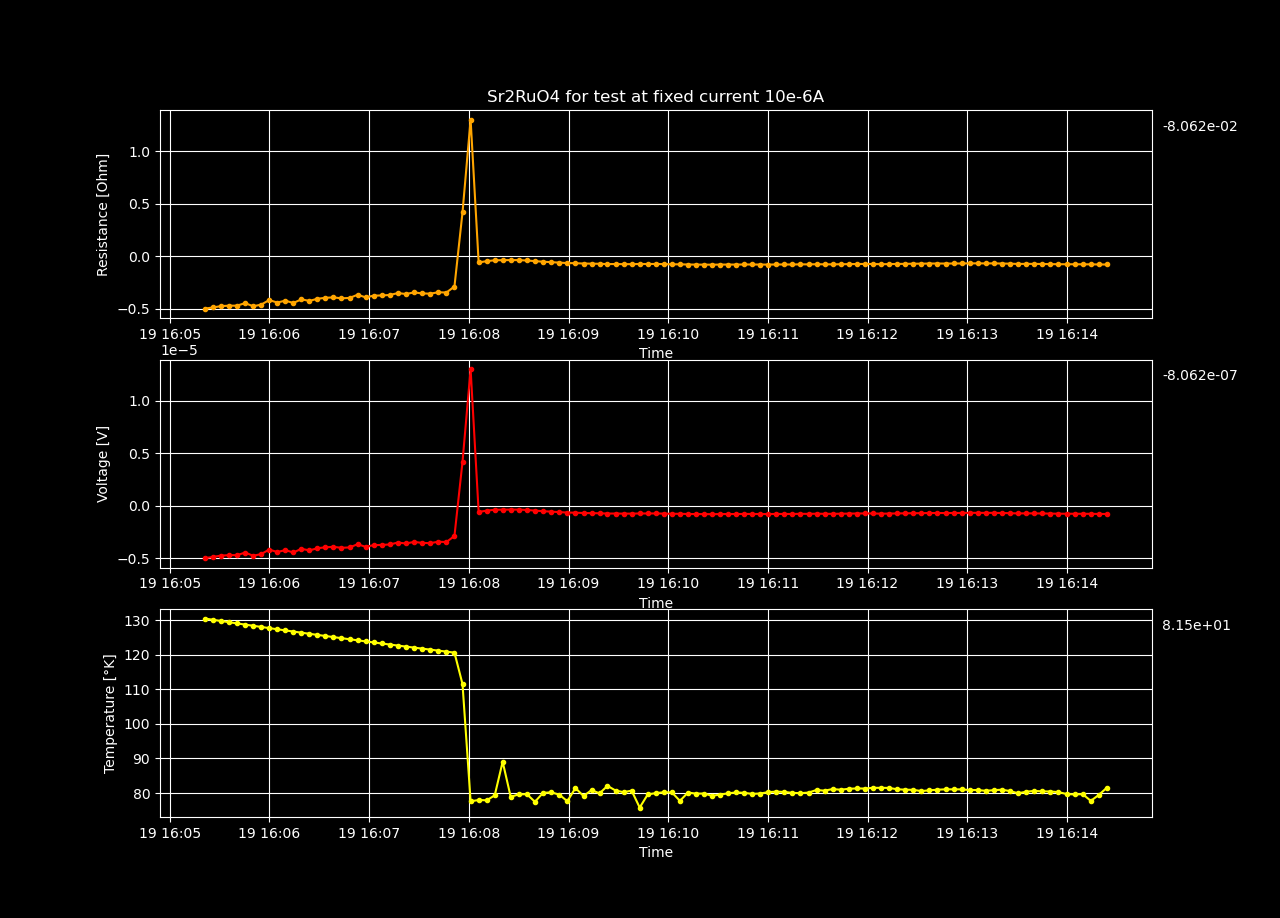 Sr2RuO4 for test at fixed current 10e-6A
-8.062e-02
Resistance [Ohm]
1.0
0.5
0.0
−0.5
19 16:05 19 16:06 19 16:07 19 16:08 19 16:09 19 16:10 19 16:11 19 16:12 19 16:13 19 16:14
Time
1e−5
-8.062e-07
Voltage [V]
1.0
0.5
0.0
−0.5
19 16:05 19 16:06 19 16:07 19 16:08 19 16:09 19 16:10 19 16:11 19 16:12 19 16:13 19 16:14
Time
8.15e+01
Temperature [°K]
130
120
110
100
90
80
19 16:05 19 16:06 19 16:07 19 16:08 19 16:09 19 16:10 19 16:11 19 16:12 19 16:13 19 16:14
Time